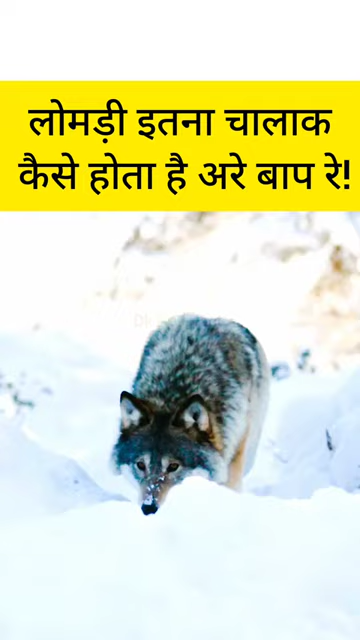 लोमड़ी इतना चालाक
कैसे होता है अरे बाप रे!